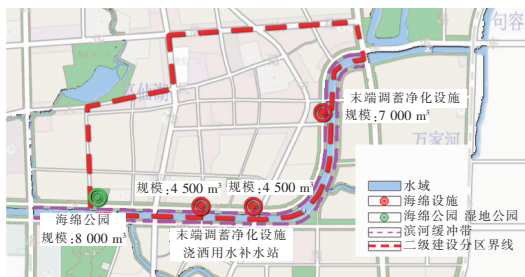 句容
葛仙湖
末端调蓄净化设施
规模:7 000 m³
万家河
规模:4 500 m³
规模:4 500 m³
海绵公园
规模:8 000 m³
末端调蓄净化设施
浇洒用水补水站
水域
海绵设施
海绵公园 湿地公园
滨河缓冲带
二级建设分区界线